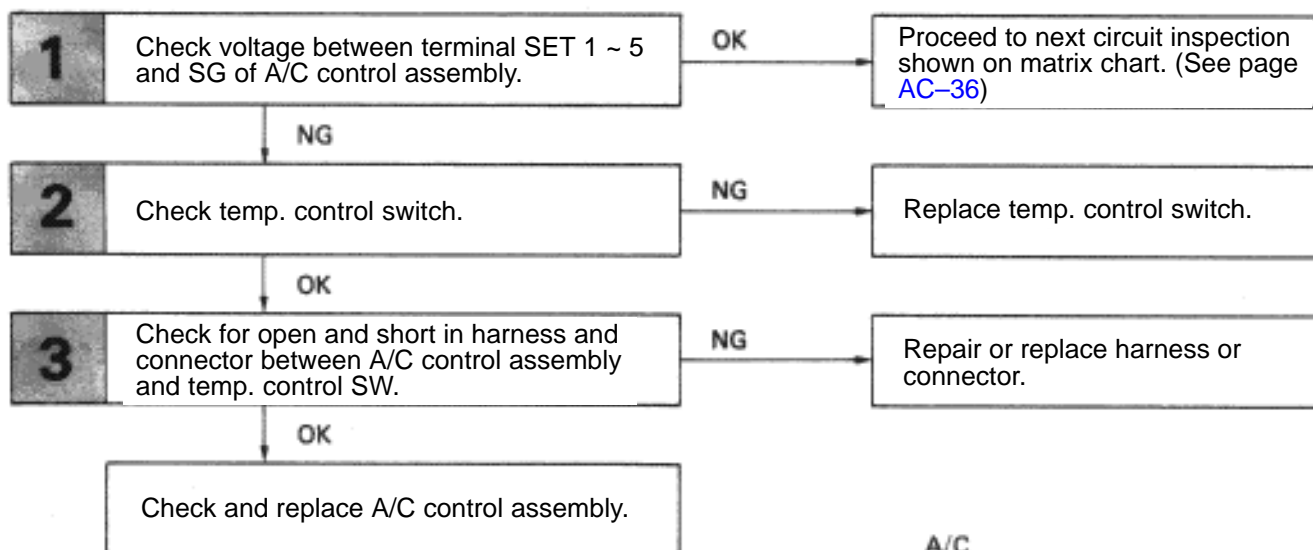 1
Check voltage between terminal SET 1 ~ 5
and SG of A/C control assembly.
OK
Proceed to next circuit inspection
shown on matrix chart. (See page
AC–36)
NG
2
Check temp. control switch.
NG
Replace temp. control switch.
OK
3
Check for open and short in harness and
connector between A/C control assembly
and temp. control SW.
NG
Repair or replace harness or
connector.
OK
Check and replace A/C control assembly.
A/C